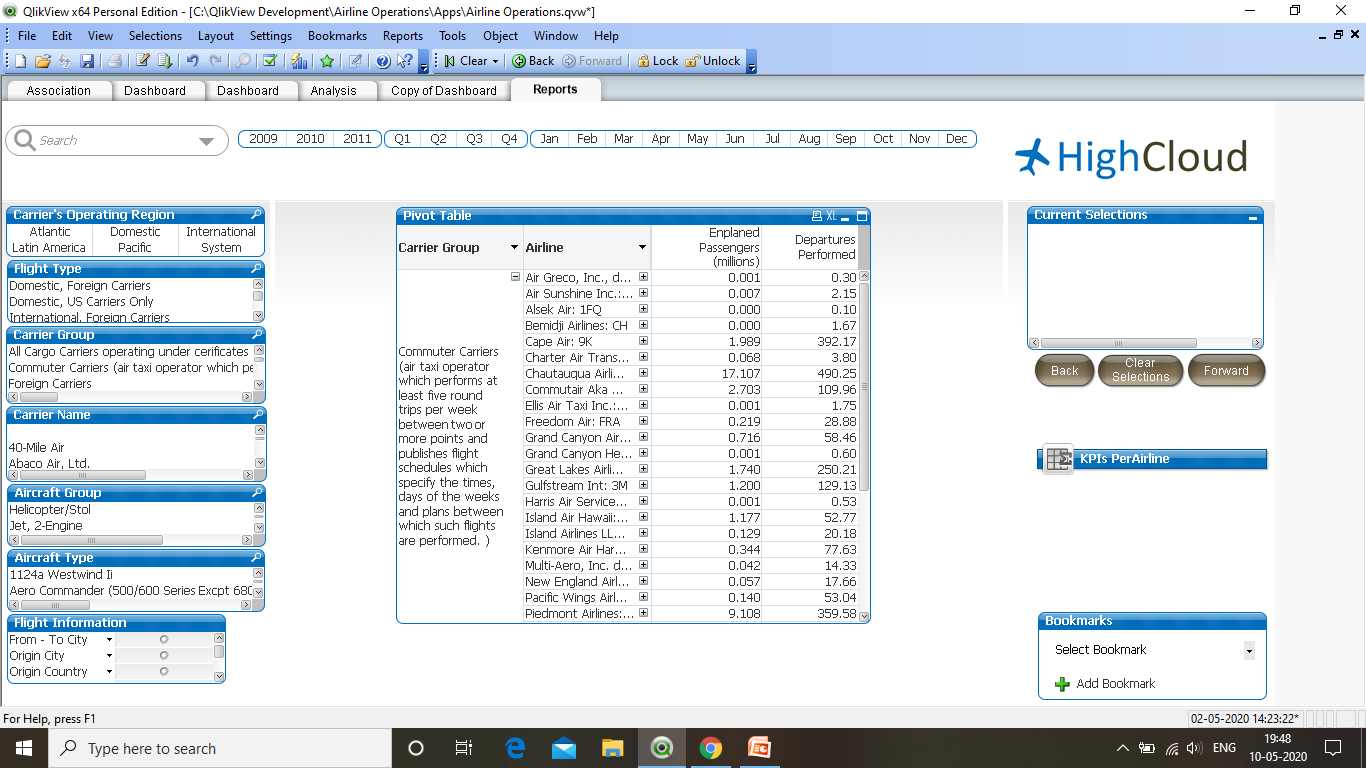 QlikView x64 Personal Edition - [C:\QlikView Development\Airline Operations\Apps\Airline Operations.qvw*]
File Edit View Selections Layout Settings Bookmarks Reports Tools Object Window Help
Clear Back Forward Lock Unlock
Association Dashboard Dashboard Analysis Copy of Dashboard Reports
Search 2009 2010 2011 Q1 Q2 Q3 Q4 Jan Feb Mar Apr May Jun Jul Aug Sep Oct Nov Dec
HighCloud
Carrier's Operating Region
Atlantic Domestic International
Latin America Pacific System
Flight Type
Domestic, Foreign Carriers
Domestic, US Carriers Only
International, Foreign Carriers
Carrier Group
All Cargo Carriers operating under cerificates
Commuter Carriers (air taxi operator which pe
Foreign Carriers
Carrier Name
40-Mile Air
Abaco Air, Ltd.
Aircraft Group
Helicopter/Stol
Jet, 2-Engine
Aircraft Type
1124a Westwind Ii
Aero Commander (500/600 Series Excpt 680
Flight Information
From - To City
Origin City
Origin Country
Pivot Table XL
Carrier Group Airline Enplaned Passengers (millions) Departures Performed
Commuter Carriers
(air taxi operator
which performs at
least five round
trips per week
between two or
more points and
publishes flight
schedules which
specify the times,
days of the weeks
and plans between
which such flights
are performed. )
Air Greco, Inc., d... 0.001 0.30
Air Sunshine Inc.:... 0.007 2.15
Alsek Air: 1FQ 0.000 0.10
Bemidji Airlines: CH 0.000 1.67
Cape Air: 9K 1.989 392.17
Charter Air Trans... 0.068 3.80
Chautauqua Airli... 17.107 490.25
Commutair Aka ... 2.703 109.96
Ellis Air Taxi Inc.:... 0.001 1.75
Freedom Air: FRA 0.219 28.88
Grand Canyon Air... 0.716 58.46
Grand Canyon He... 0.001 0.60
Great Lakes Airli... 1.740 250.21
Gulfstream Int: 3M 1.200 129.13
Harris Air Service... 0.001 0.53
Island Air Hawaii:... 1.177 52.77
Island Airlines LL... 0.129 20.18
Kenmore Air Har... 0.344 77.63
Multi-Aero, Inc. d... 0.042 14.33
New England Airl... 0.057 17.66
Pacific Wings Airl... 0.140 53.04
Piedmont Airlines:... 9.108 359.58
Current Selections
Back Clear Selections Forward
KPIs PerAirline
Bookmarks
Select Bookmark
Add Bookmark
For Help, press F1 02-05-2020 14:23:22*
Type here to search ENG 19:48
10-05-2020